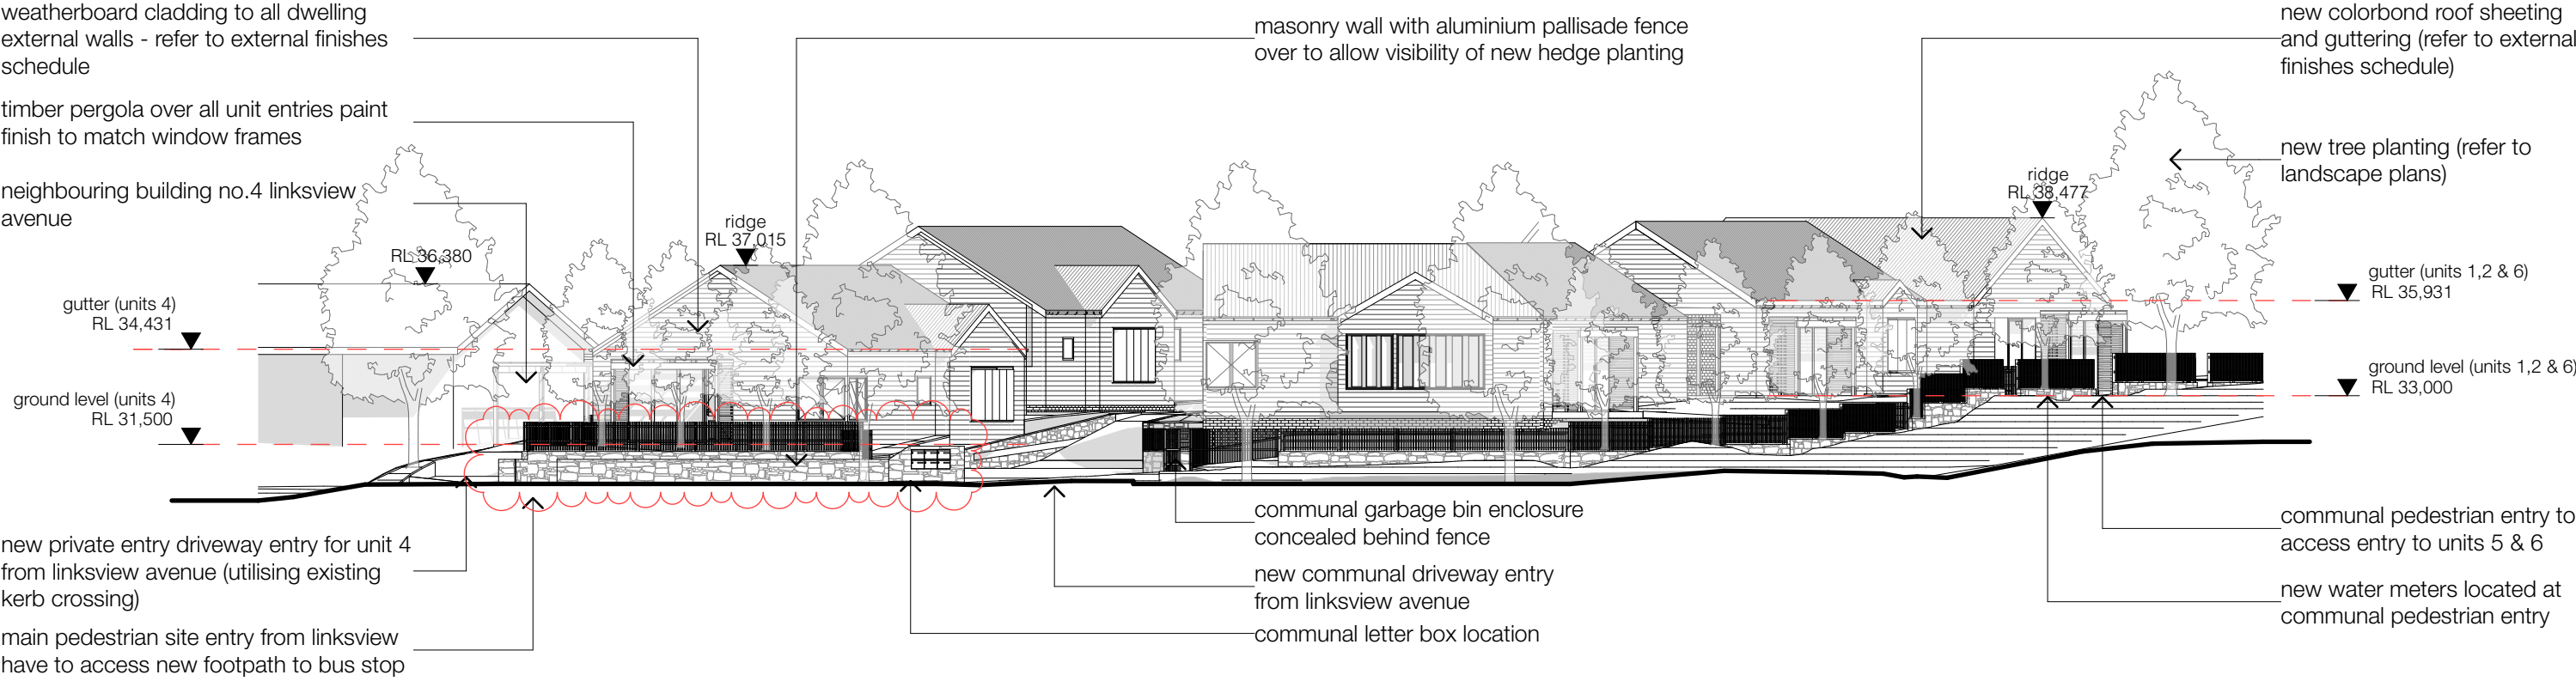 weatherboard cladding to all dwelling
external walls - refer to external finishes
schedule
timber pergola over all unit entries paint
finish to match window frames
neighbouring building no.4 linksview
avenue
RL 36,380
gutter (units 4)
RL 34,431
ground level (units 4)
RL 31,500
new private entry driveway entry for unit 4
from linksview avenue (utilising existing
kerb crossing)
main pedestrian site entry from linksview
have to access new footpath to bus stop
ridge
RL 37,015
masonry wall with aluminium pallisade fence
over to allow visibility of new hedge planting
communal garbage bin enclosure
concealed behind fence
new communal driveway entry
from linksview avenue
communal letter box location
new colorbond roof sheeting
and guttering (refer to external
finishes schedule)
new tree planting (refer to
landscape plans)
ridge
RL 38,477
gutter (units 1,2 & 6)
RL 35,931
ground level (units 1,2 & 6)
RL 33,000
communal pedestrian entry to
access entry to units 5 & 6
new water meters located at
communal pedestrian entry